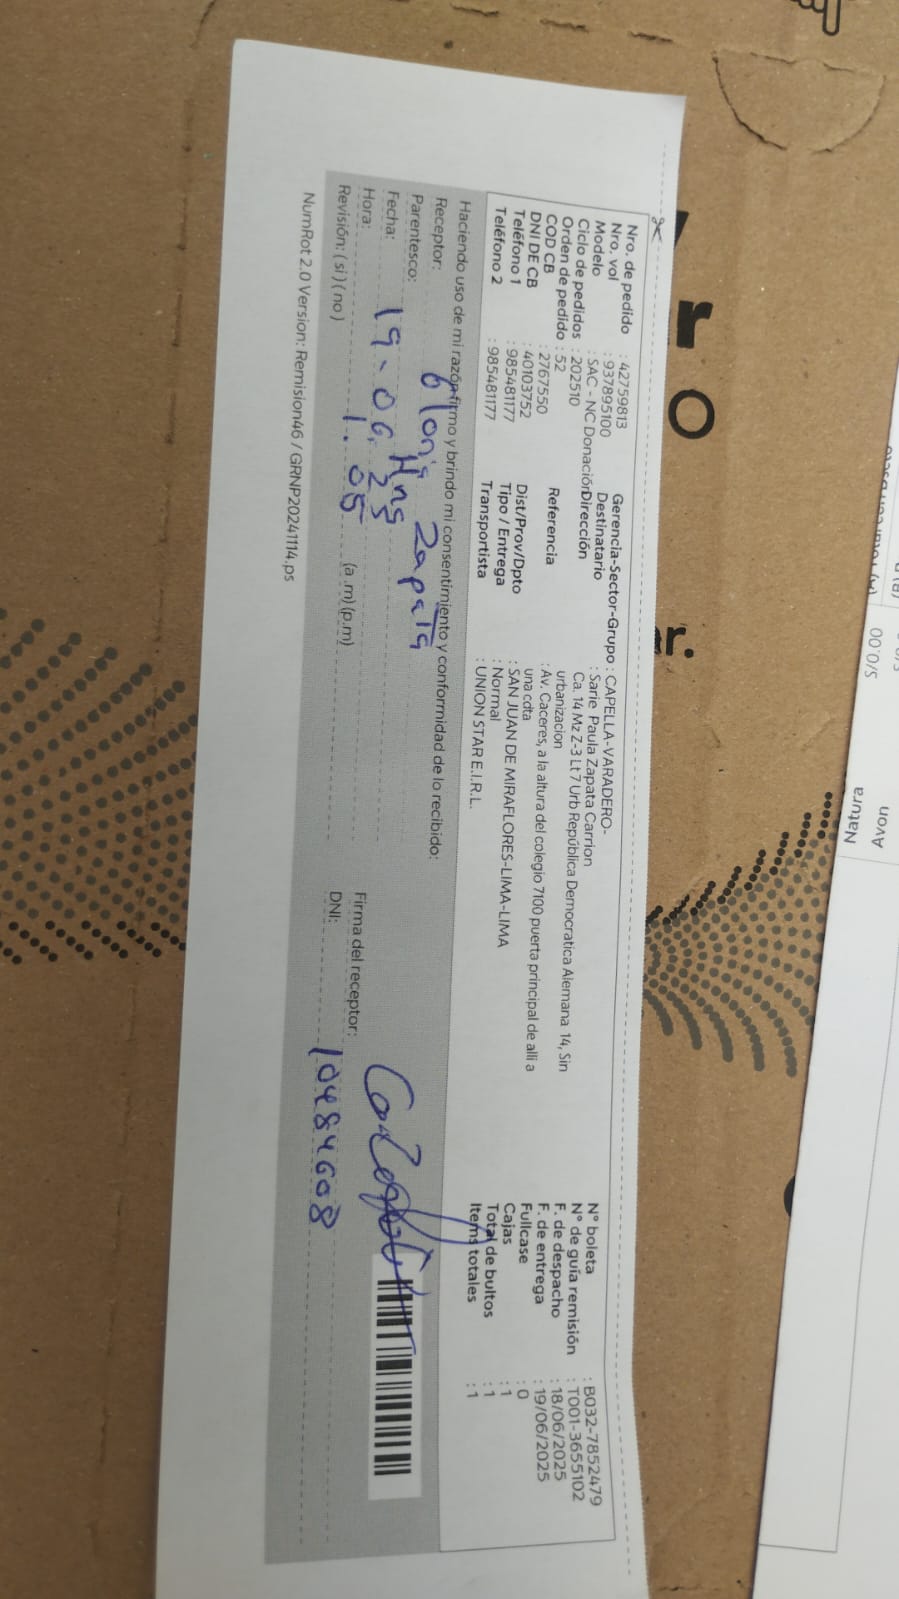 Nro. de pedido : 42759813
Nro. vol : 937895100
Modelo : SAC - NC Donación
Ciclo de pedidos : 202510
Orden de pedido : 52
COD CB : 2767550
DNI DE CB : 40103752
Teléfono 1 : 985481177
Teléfono 2 : 985481177
Gerencia-Sector-Grupo : CAPELLA-VARADERO-
Destinatario : Sarie Paula Zapata Carrion
Dirección : Ca. 14 Mz Z-3 Lt 7 Urb República Democratica Alemana 14, Sin
urbanizacion
Referencia : Av. Caceres, a la altura del colegio 7100 puerta principal de alli a
una cdta
Dist/Prov/Dpto : SAN JUAN DE MIRAFLORES-LIMA-LIMA
Tipo / Entrega : Normal
Transportista : UNION STAR E.I.R.L.
N° boleta : B032-7852479
N° de guía remisión : T001-3655102
F. de despacho : 18/06/2025
F. de entrega : 19/06/2025
Fullcase : 0
Cajas : 1
Total de bultos : 1
Items totales : 1
Haciendo uso de mi razón firmo y brindo mi consentimiento y conformidad de lo recibido:
Receptor: Zapata
Parentesco:
Fecha: 19-06-25
Hora: 1.05 (a .m) (p.m)
Revisión: ( si ) ( no )
Firma del receptor:
DNI: 10484608
NumRot 2.0 Version: Remision46 / GRNP20241114.ps
ro
r.
S/0.00
Avon
Natura